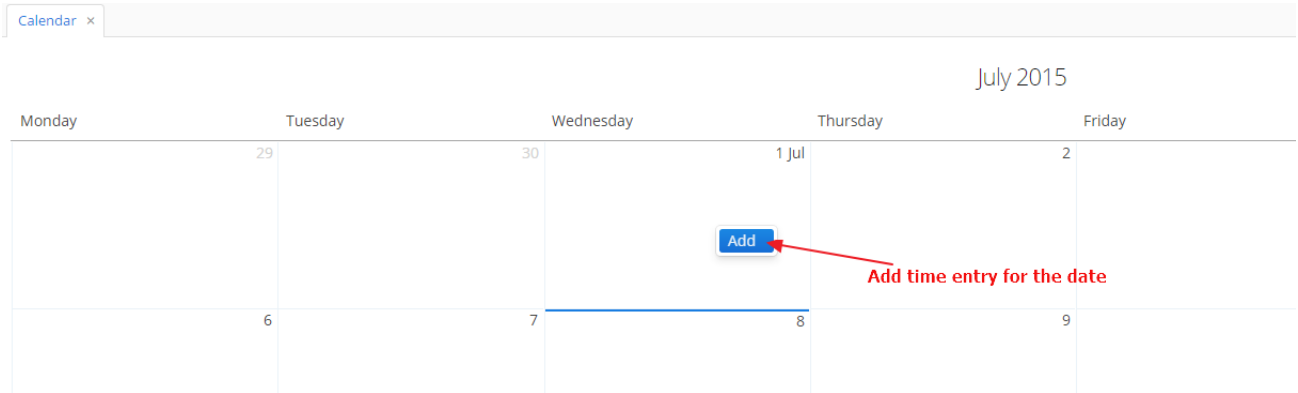 Calendar ×
July 2015
Monday Tuesday Wednesday Thursday Friday
29 30 1 Jul 2
Add
Add time entry for the date
6 7 8 9